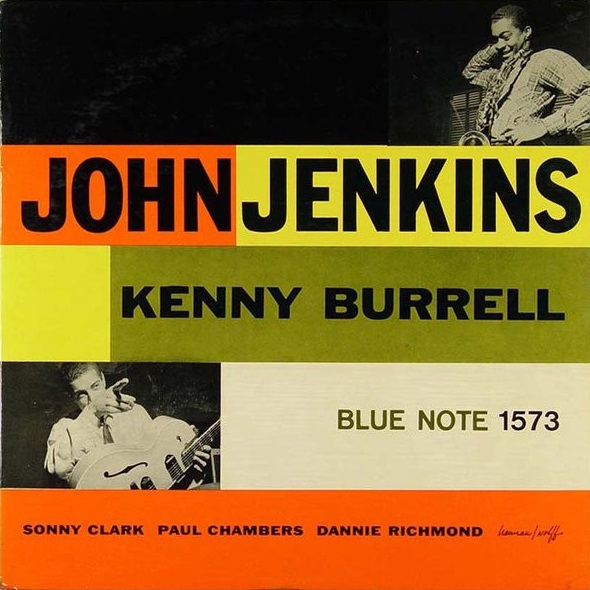 JOHN JENKINS
KENNY BURRELL
BLUE NOTE 1573
SONNY CLARK PAUL CHAMBERS DANNIE RICHMOND